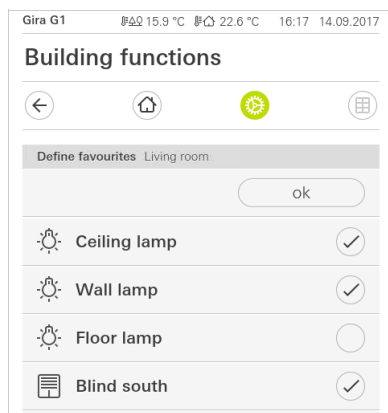 Gira G1 15.9 °C 22.6 °C 16:17 14.09.2017
Building functions
Define favourites Living room
ok
Ceiling lamp
Wall lamp
Floor lamp
Blind south